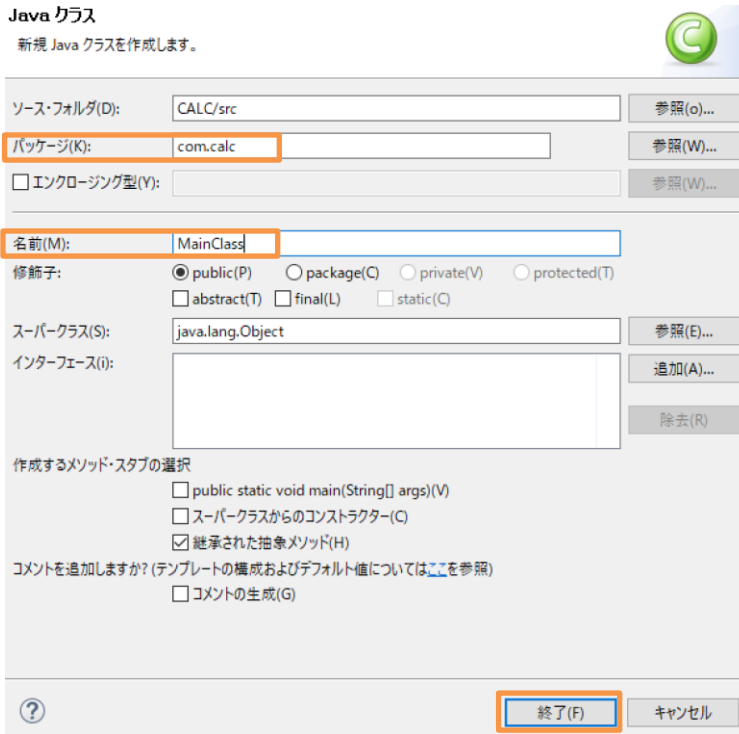 Java クラス
新規 Java クラスを作成します。
ソース・フォルダ(D): CALC/src 参照(o)...
パッケージ(K): com.calc 参照(W)...
エンクロージング型(Y): 参照(W)...
名前(M): MainClass
修飾子: public(P) package(C) private(V) protected(T)
abstract(T) final(L) static(C)
スーパークラス(S): java.lang.Object 参照(E)...
インターフェース(i): 追加(A)...
除去(R)
作成するメソッド・スタブの選択
public static void main(String[] args)(V)
スーパークラスからのコンストラクター(C)
継承された抽象メソッド(H)
コメントを追加しますか? (テンプレートの構成およびデフォルト値についてはここを参照)
コメントの生成(G)
? 終了(F) キャンセル